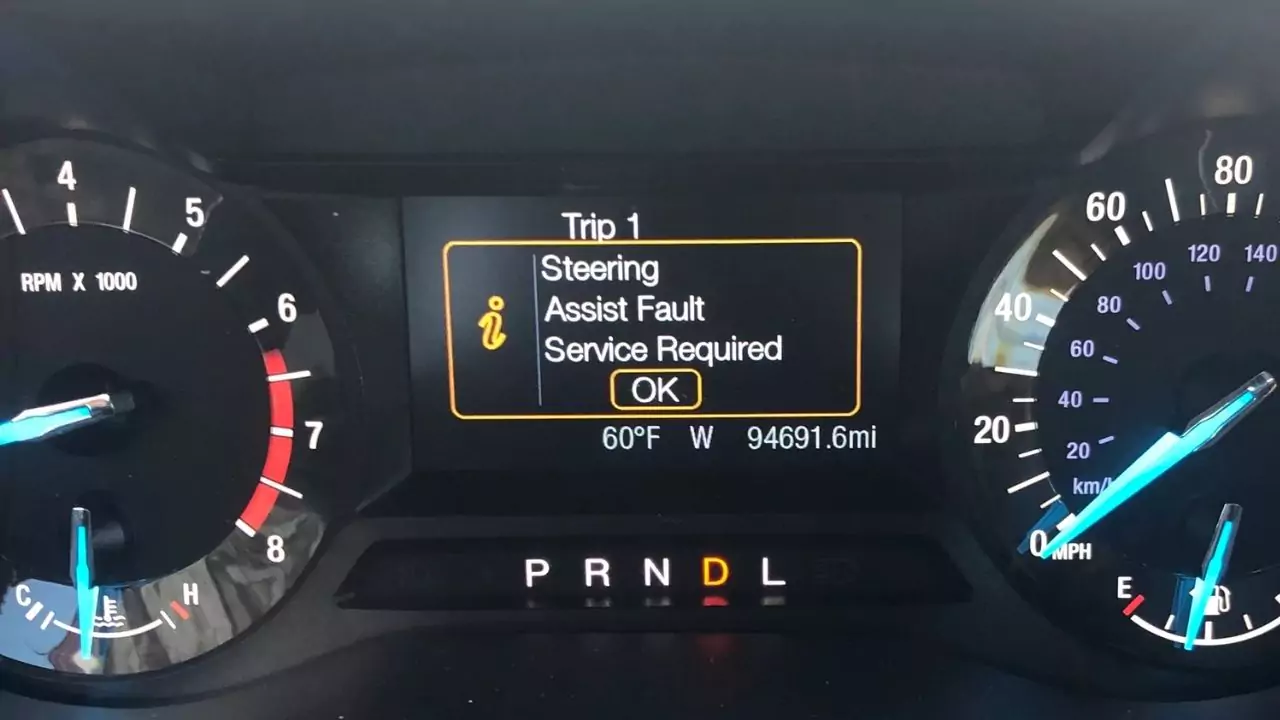 Trip 1
Steering
Assist Fault
Service Required
OK
60°F W 94691.6mi
P R N D L
4
5
6
7
8
RPM X 1000
C H
0
20
40
60
80
MPH
20
40
60
80
100
120
140
E